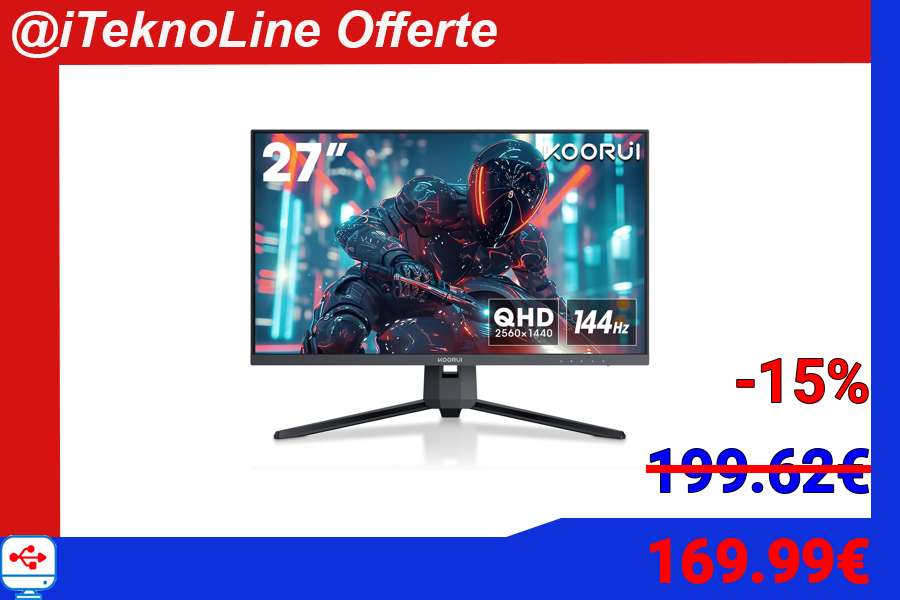 @iTeknoLine Offerte
27"
KOORUI
QHD
2560×1440
144Hz
KOORUI
-15%
199.62€
169.99€